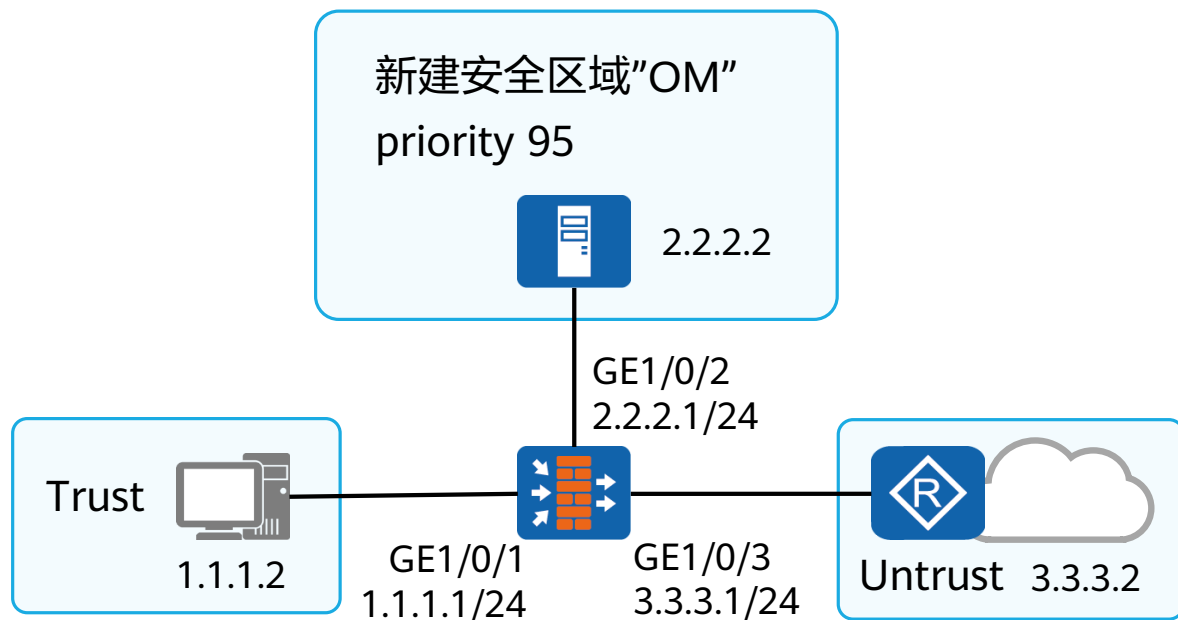 新建安全区域”OM”
priority 95
2.2.2.2
GE1/0/2
2.2.2.1/24
Trust
1.1.1.2
GE1/0/1
1.1.1.1/24
GE1/0/3
3.3.3.1/24
R
Untrust
3.3.3.2